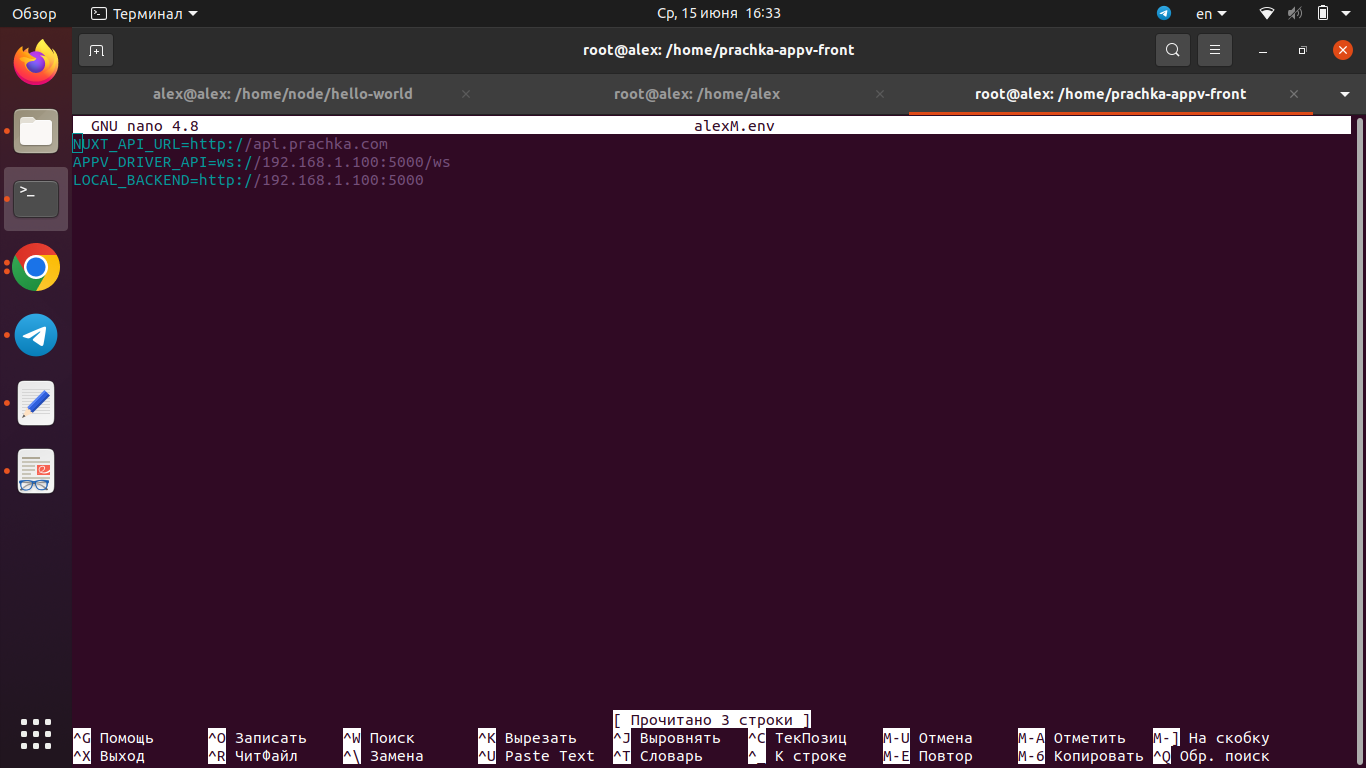 Обзор Терминал Ср, 15 июня 16:33 en
root@alex: /home/prachka-appv-front
alex@alex: /home/node/hello-world root@alex: /home/alex root@alex: /home/prachka-appv-front
GNU nano 4.8 alexM.env
NUXT_API_URL=http://api.prachka.com
APPV_DRIVER_API=ws://192.168.1.100:5000/ws
LOCAL_BACKEND=http://192.168.1.100:5000
[ Прочитано 3 строки ]
^G Помощь ^O Записать ^W Поиск ^K Вырезать ^J Выровнять ^C ТекПозиц M-U Отмена M-A Отметить M-] На скобку
^X Выход ^R ЧитФайл ^\ Замена ^U Paste Text ^T Словарь ^_ К строке M-E Повтор M-6 Копировать ^Q Обр. поиск